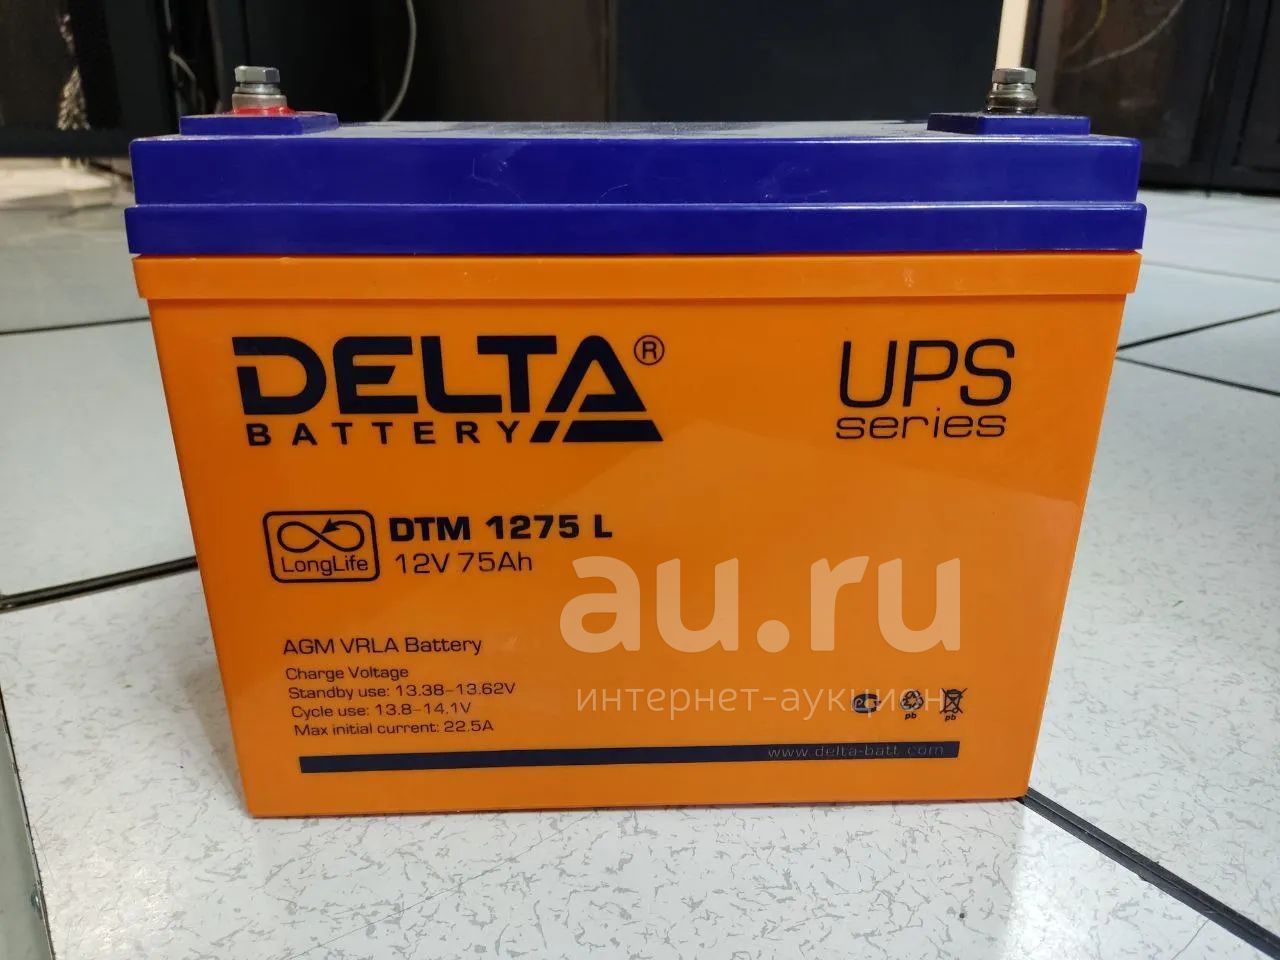 DELTA®
BATTERY
UPS
series
LongLife
DTM 1275 L
12V 75Ah
AGM VRLA Battery
Charge Voltage
Standby use: 13.38-13.62V
Cycle use: 13.8-14.1V
Max initial current: 22.5A
au.ru
интернет-аукцион
pb
pb
www.delta-batt.com